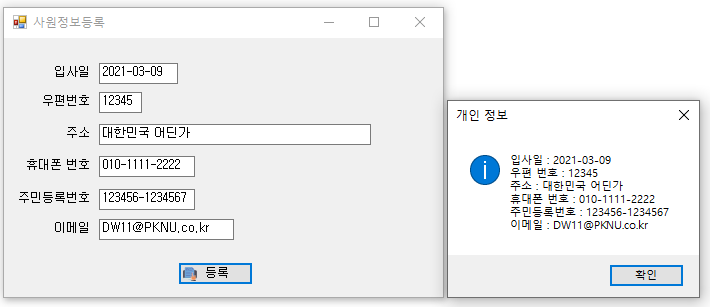 사원정보등록
입사일 2021-03-09
우편번호 12345
주소 대한민국 어딘가
휴대폰 번호 010-1111-2222
주민등록번호 123456-1234567
이메일 DW11@PKNU.co.kr
등록
개인 정보
입사일 : 2021-03-09
우편 번호 : 12345
주소 : 대한민국 어딘가
휴대폰 번호 : 010-1111-2222
주민등록번호 : 123456-1234567
이메일 : DW11@PKNU.co.kr
확인